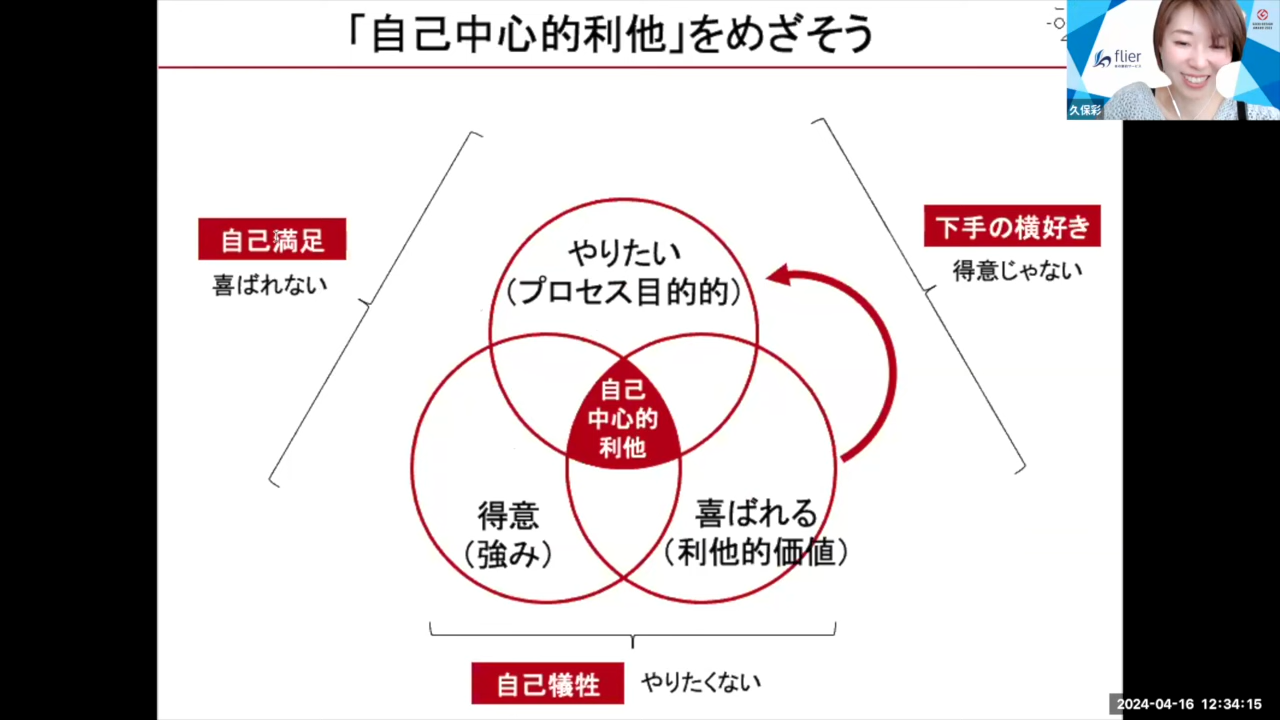 「自己中心的利他」をめざそう
flier
久保彩
自己満足
喜ばれない
下手の横好き
得意じゃない
やりたい
（プロセス目的的）
自己
中心的
利他
得意
（強み）
喜ばれる
（利他的価値）
自己犠牲 やりたくない
2024-04-16 12:34:15